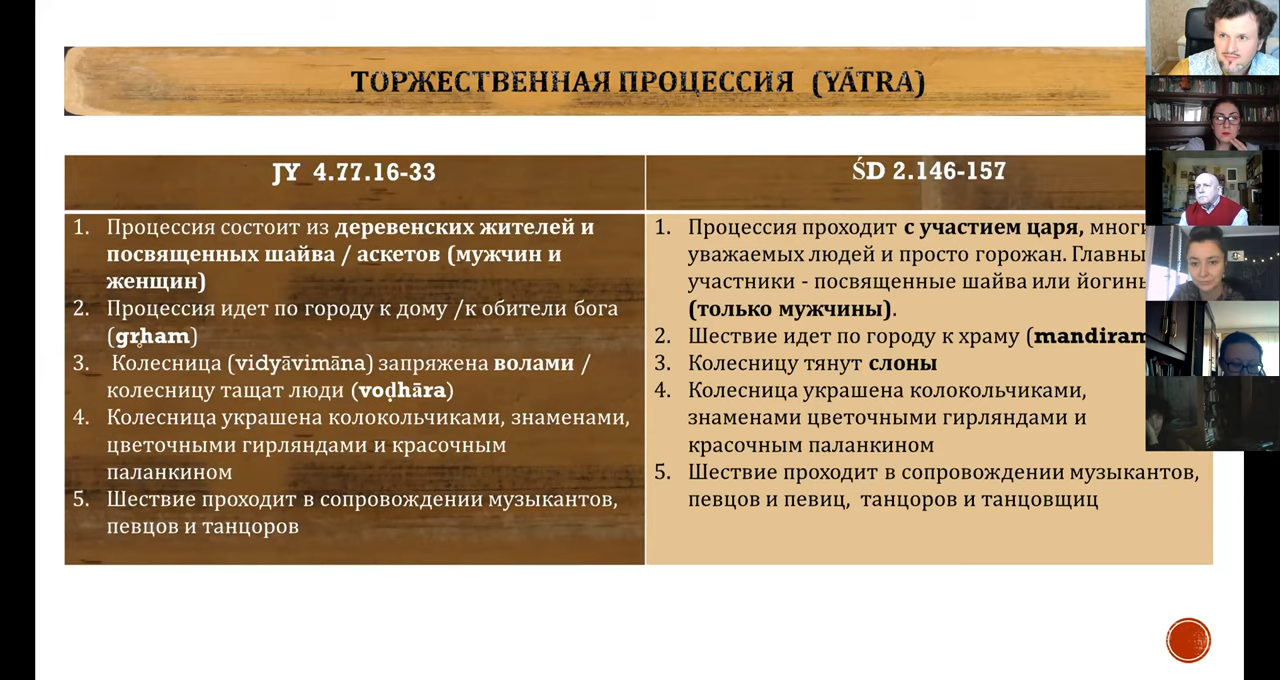 ТОРЖЕСТВЕННАЯ ПРОЦЕССИЯ (YĀTRA)
JY 4.77.16-33
1. Процессия состоит из деревенских жителей и
посвященных шайва / аскетов (мужчин и
женщин)
2. Процессия идет по городу к дому /к обители бога
(gṛham)
3. Колесница (vidyāvimāna) запряжена волами /
колесницу тащат люди (voḍhāra)
4. Колесница украшена колокольчиками, знаменами,
цветочными гирляндами и красочным
паланкином
5. Шествие проходит в сопровождении музыкантов,
певцов и танцоров
ŚD 2.146-157
1. Процессия проходит с участием царя,
уважаемых людей и просто горожан.
участники - посвященные шайва или
(только мужчины).
2. Шествие идет по городу к храму (mandiram
3. Колесницу тянут слоны
4. Колесница украшена колокольчиками,
знаменами цветочными гирляндами и
красочным паланкином
5. Шествие проходит в сопровождении музыкантов,
певцов и певиц, танцоров и танцовщиц